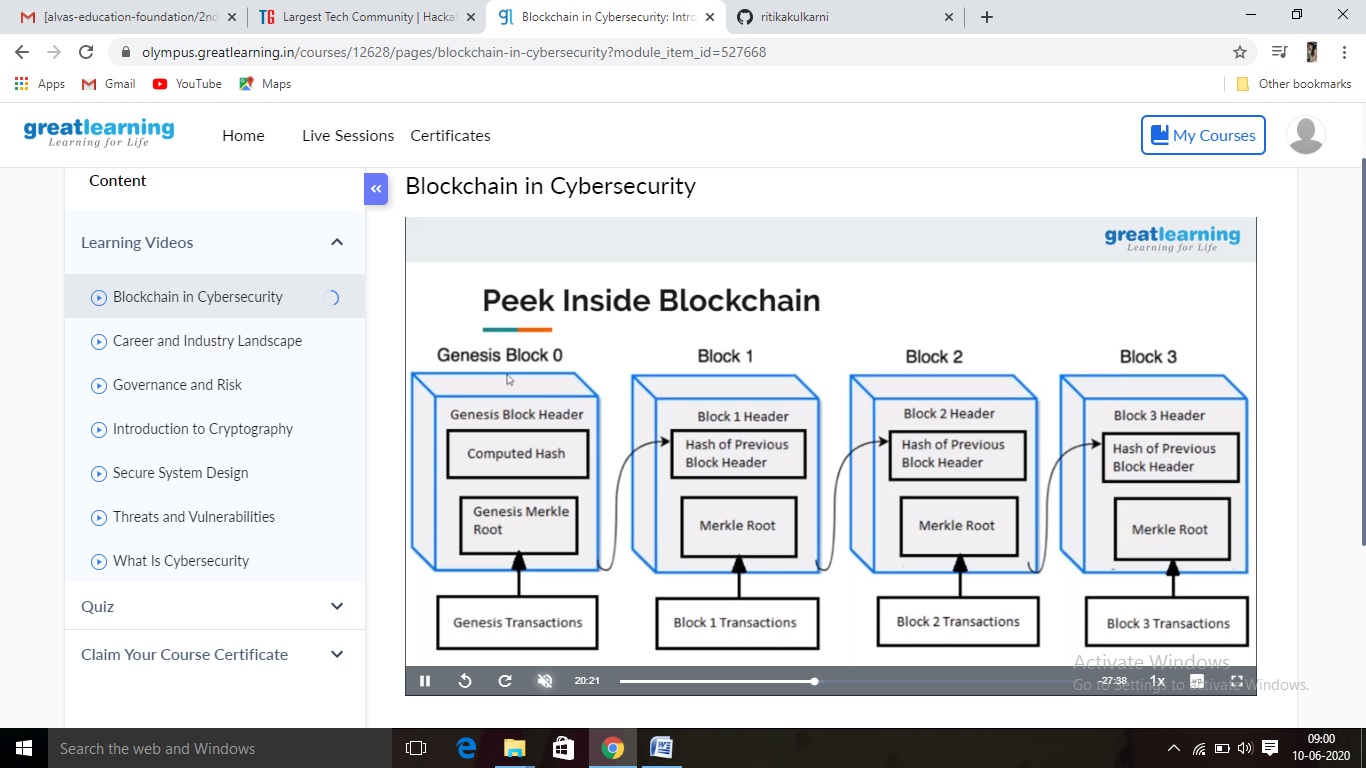 [alvas-education-foundation/2nd
Largest Tech Community | Hackat
Blockchain in Cybersecurity: Intro
ritikakulkarni
olympus.greatlearning.in/courses/12628/pages/blockchain-in-cybersecurity?module_item_id=527668
Apps
Gmail
YouTube
Maps
Other bookmarks
greatlearning
Learning for Life
Home
Live Sessions
Certificates
My Courses
Content
Learning Videos
Blockchain in Cybersecurity
Career and Industry Landscape
Governance and Risk
Introduction to Cryptography
Secure System Design
Threats and Vulnerabilities
What Is Cybersecurity
Quiz
Claim Your Course Certificate
Blockchain in Cybersecurity
greatlearning
Learning for Life
Peek Inside Blockchain
Genesis Block 0
Genesis Block Header
Computed Hash
Genesis Merkle
Root
Genesis Transactions
Block 1
Block 1 Header
Hash of Previous
Block Header
Merkle Root
Block 1 Transactions
Block 2
Block 2 Header
Hash of Previous
Block Header
Merkle Root
Block 2 Transactions
Block 3
Block 3 Header
Hash of Previous
Block Header
Merkle Root
Block 3 Transactions
20:21
-27:38
1x
Activate Windows
Go to Settings to activate Windows.
Search the web and Windows
09:00
10-06-2020